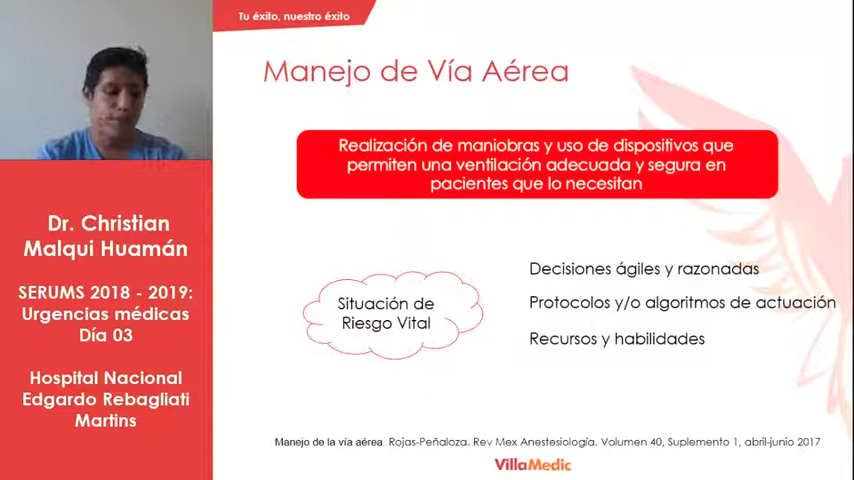 Tu éxito, nuestro éxito
Manejo de Vía Aérea
Realización de maniobras y uso de dispositivos que
permiten una ventilación adecuada y segura en
pacientes que lo necesitan
Dr. Christian
Malqui Huamán
SERUMS 2018 - 2019:
Urgencias médicas
Día 03
Hospital Nacional
Edgardo Rebagliati
Martins
Situación de
Riesgo Vital
Decisiones ágiles y razonadas
Protocolos y/o algoritmos de actuación
Recursos y habilidades
Manejo de la vía aérea. Rojas-Peñaloza. Rev Mex Anestesiología. Volumen 40, Suplemento 1, abril-junio 2017
VillaMedic